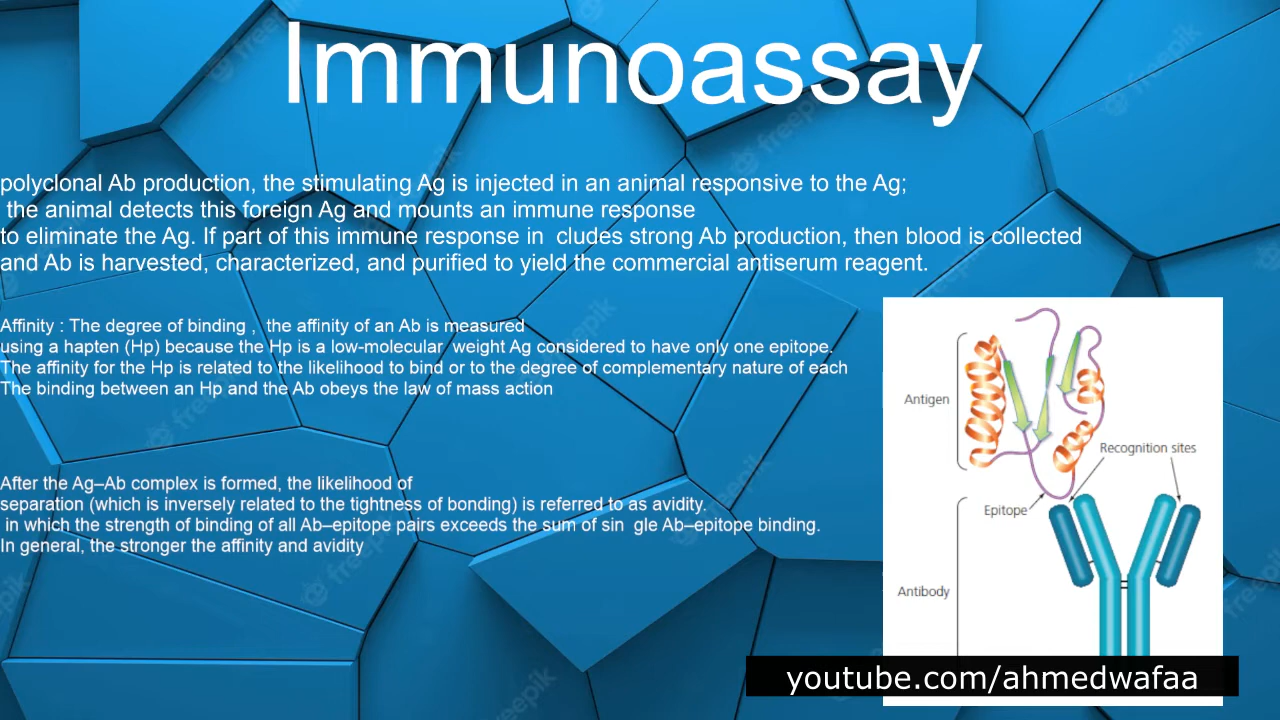 Immunoassay
polyclonal Ab production, the stimulating Ag is injected in an animal responsive to the Ag;
the animal detects this foreign Ag and mounts an immune response
to eliminate the Ag. If part of this immune response in cludes strong Ab production, then blood is collected
and Ab is harvested, characterized, and purified to yield the commercial antiserum reagent.
Affinity : The degree of binding , the affinity of an Ab is measured
using a hapten (Hp) because the Hp is a low-molecular weight Ag considered to have only one epitope.
The affinity for the Hp is related to the likelihood to bind or to the degree of complementary nature of each
The binding between an Hp and the Ab obeys the law of mass action
After the Ag–Ab complex is formed, the likelihood of
separation (which is inversely related to the tightness of bonding) is referred to as avidity.
in which the strength of binding of all Ab–epitope pairs exceeds the sum of sin gle Ab–epitope binding.
In general, the stronger the affinity and avidity
Antigen
Recognition sites
Epitope
Antibody
youtube.com/ahmedwafaa
freepik
freepik
freepik
freepik
freepik
freepik
freepik